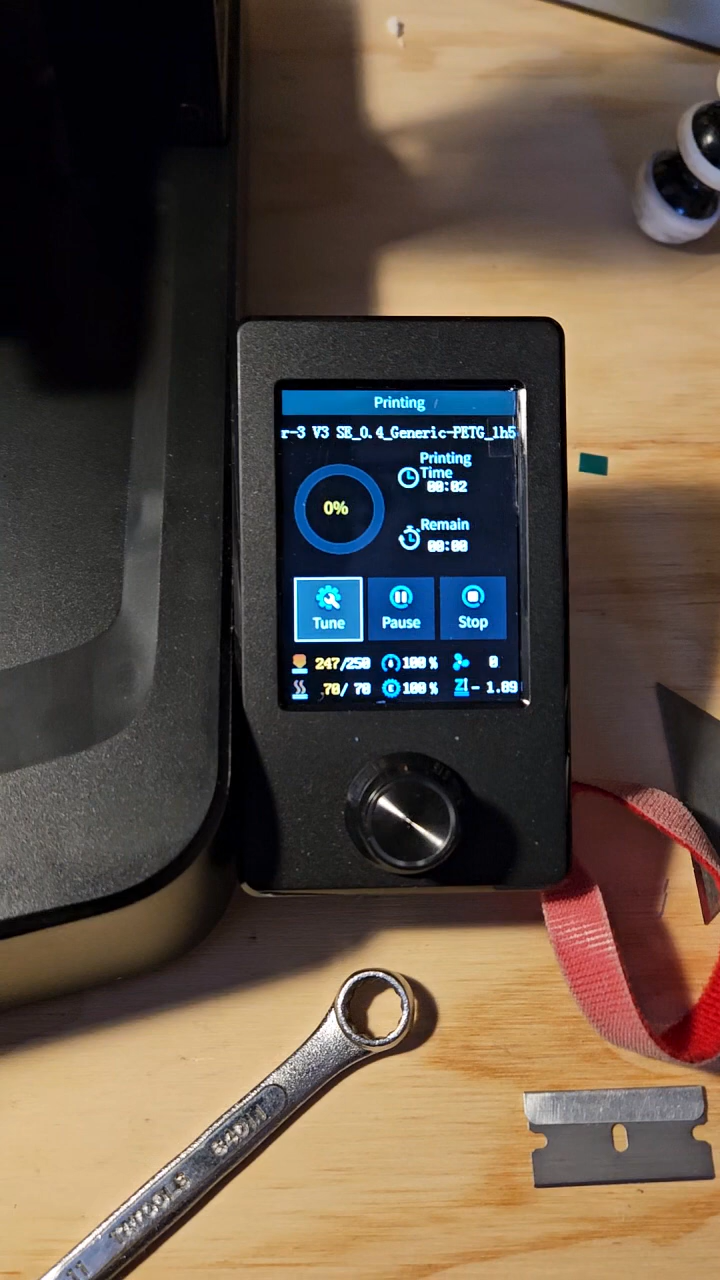 Printing
r-3 V3 SE_0.4_Generic-PETG_1h5
Printing
Time
00:02
0%
Remain
00:00
Tune
Pause
Stop
247/250
100%
0
70/ 70
E
100%
Z
- 1.69